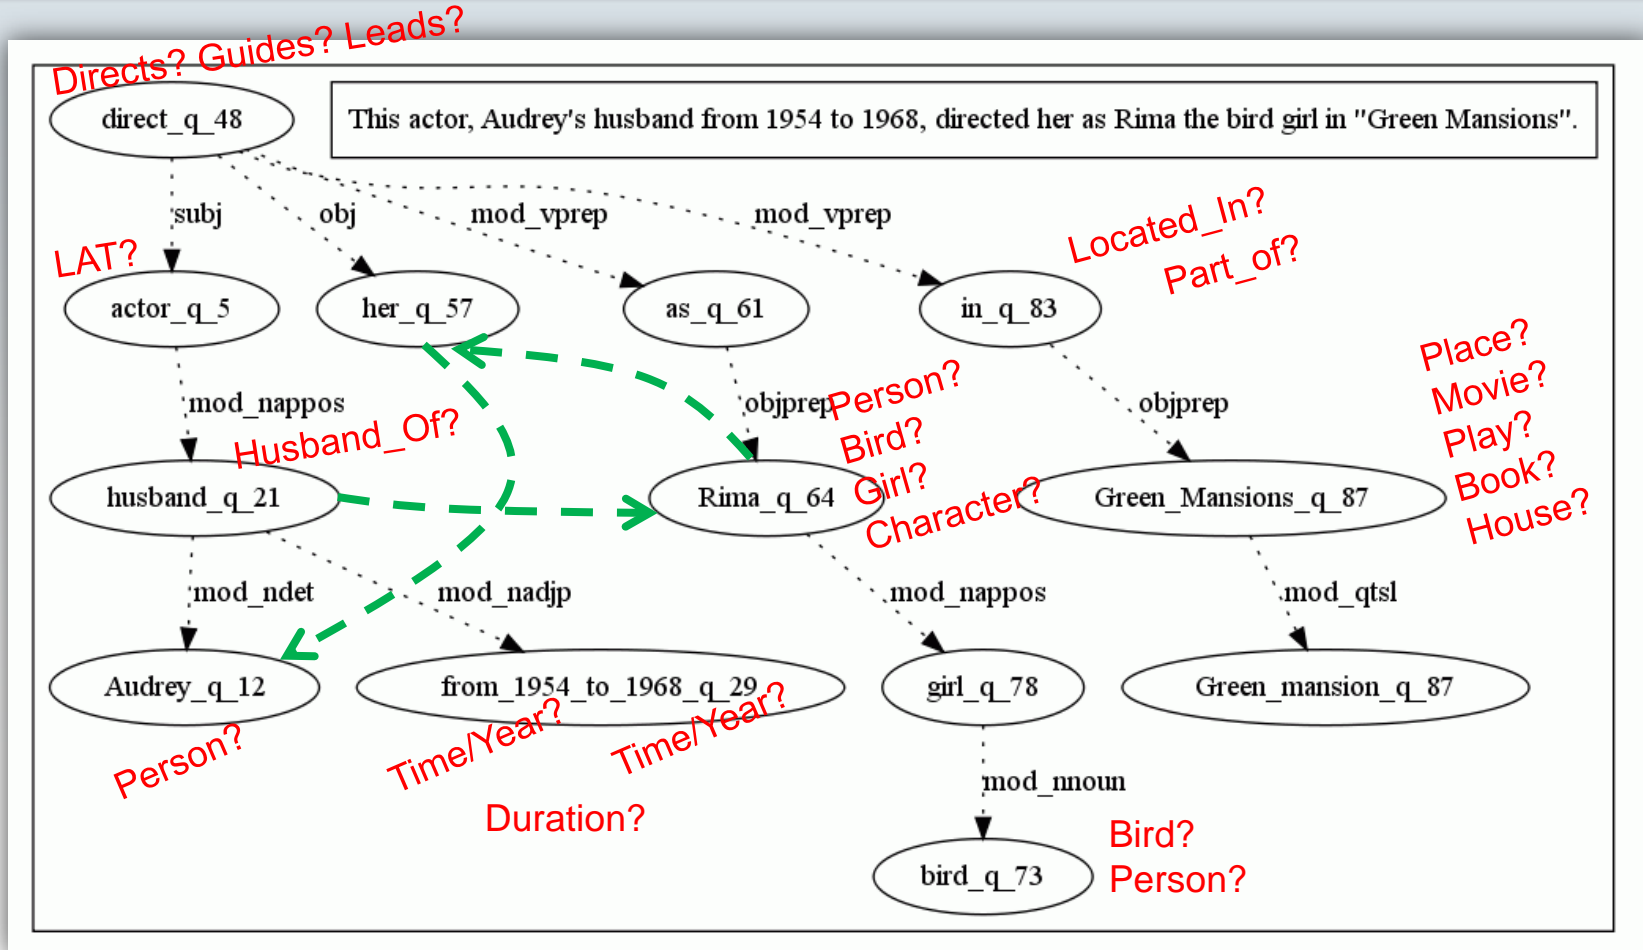 Directs? Guides? Leads?
direct_q_48
This actor, Audrey's husband from 1954 to 1968, directed her as Rima the bird girl in "Green Mansions".
subj
obj
mod_vprep
mod_vprep
Located_In?
Part_of?
LAT?
actor_q_5
her_q_57
as_q_61
in_q_83
mod_nappos
objprep
objprep
Husband_Of?
Person?
Bird?
Girl?
Character?
Place?
Movie?
Play?
Book?
House?
husband_q_21
Rima_q_64
Green_Mansions_q_87
mod_ndet
mod_nadjp
mod_nappos
mod_qtsl
Audrey_q_12
from_1954_to_1968_q_29
girl_q_78
Green_mansion_q_87
Person?
Time/Year?
Time/Year?
Duration?
mod_nnoun
bird_q_73
Bird?
Person?